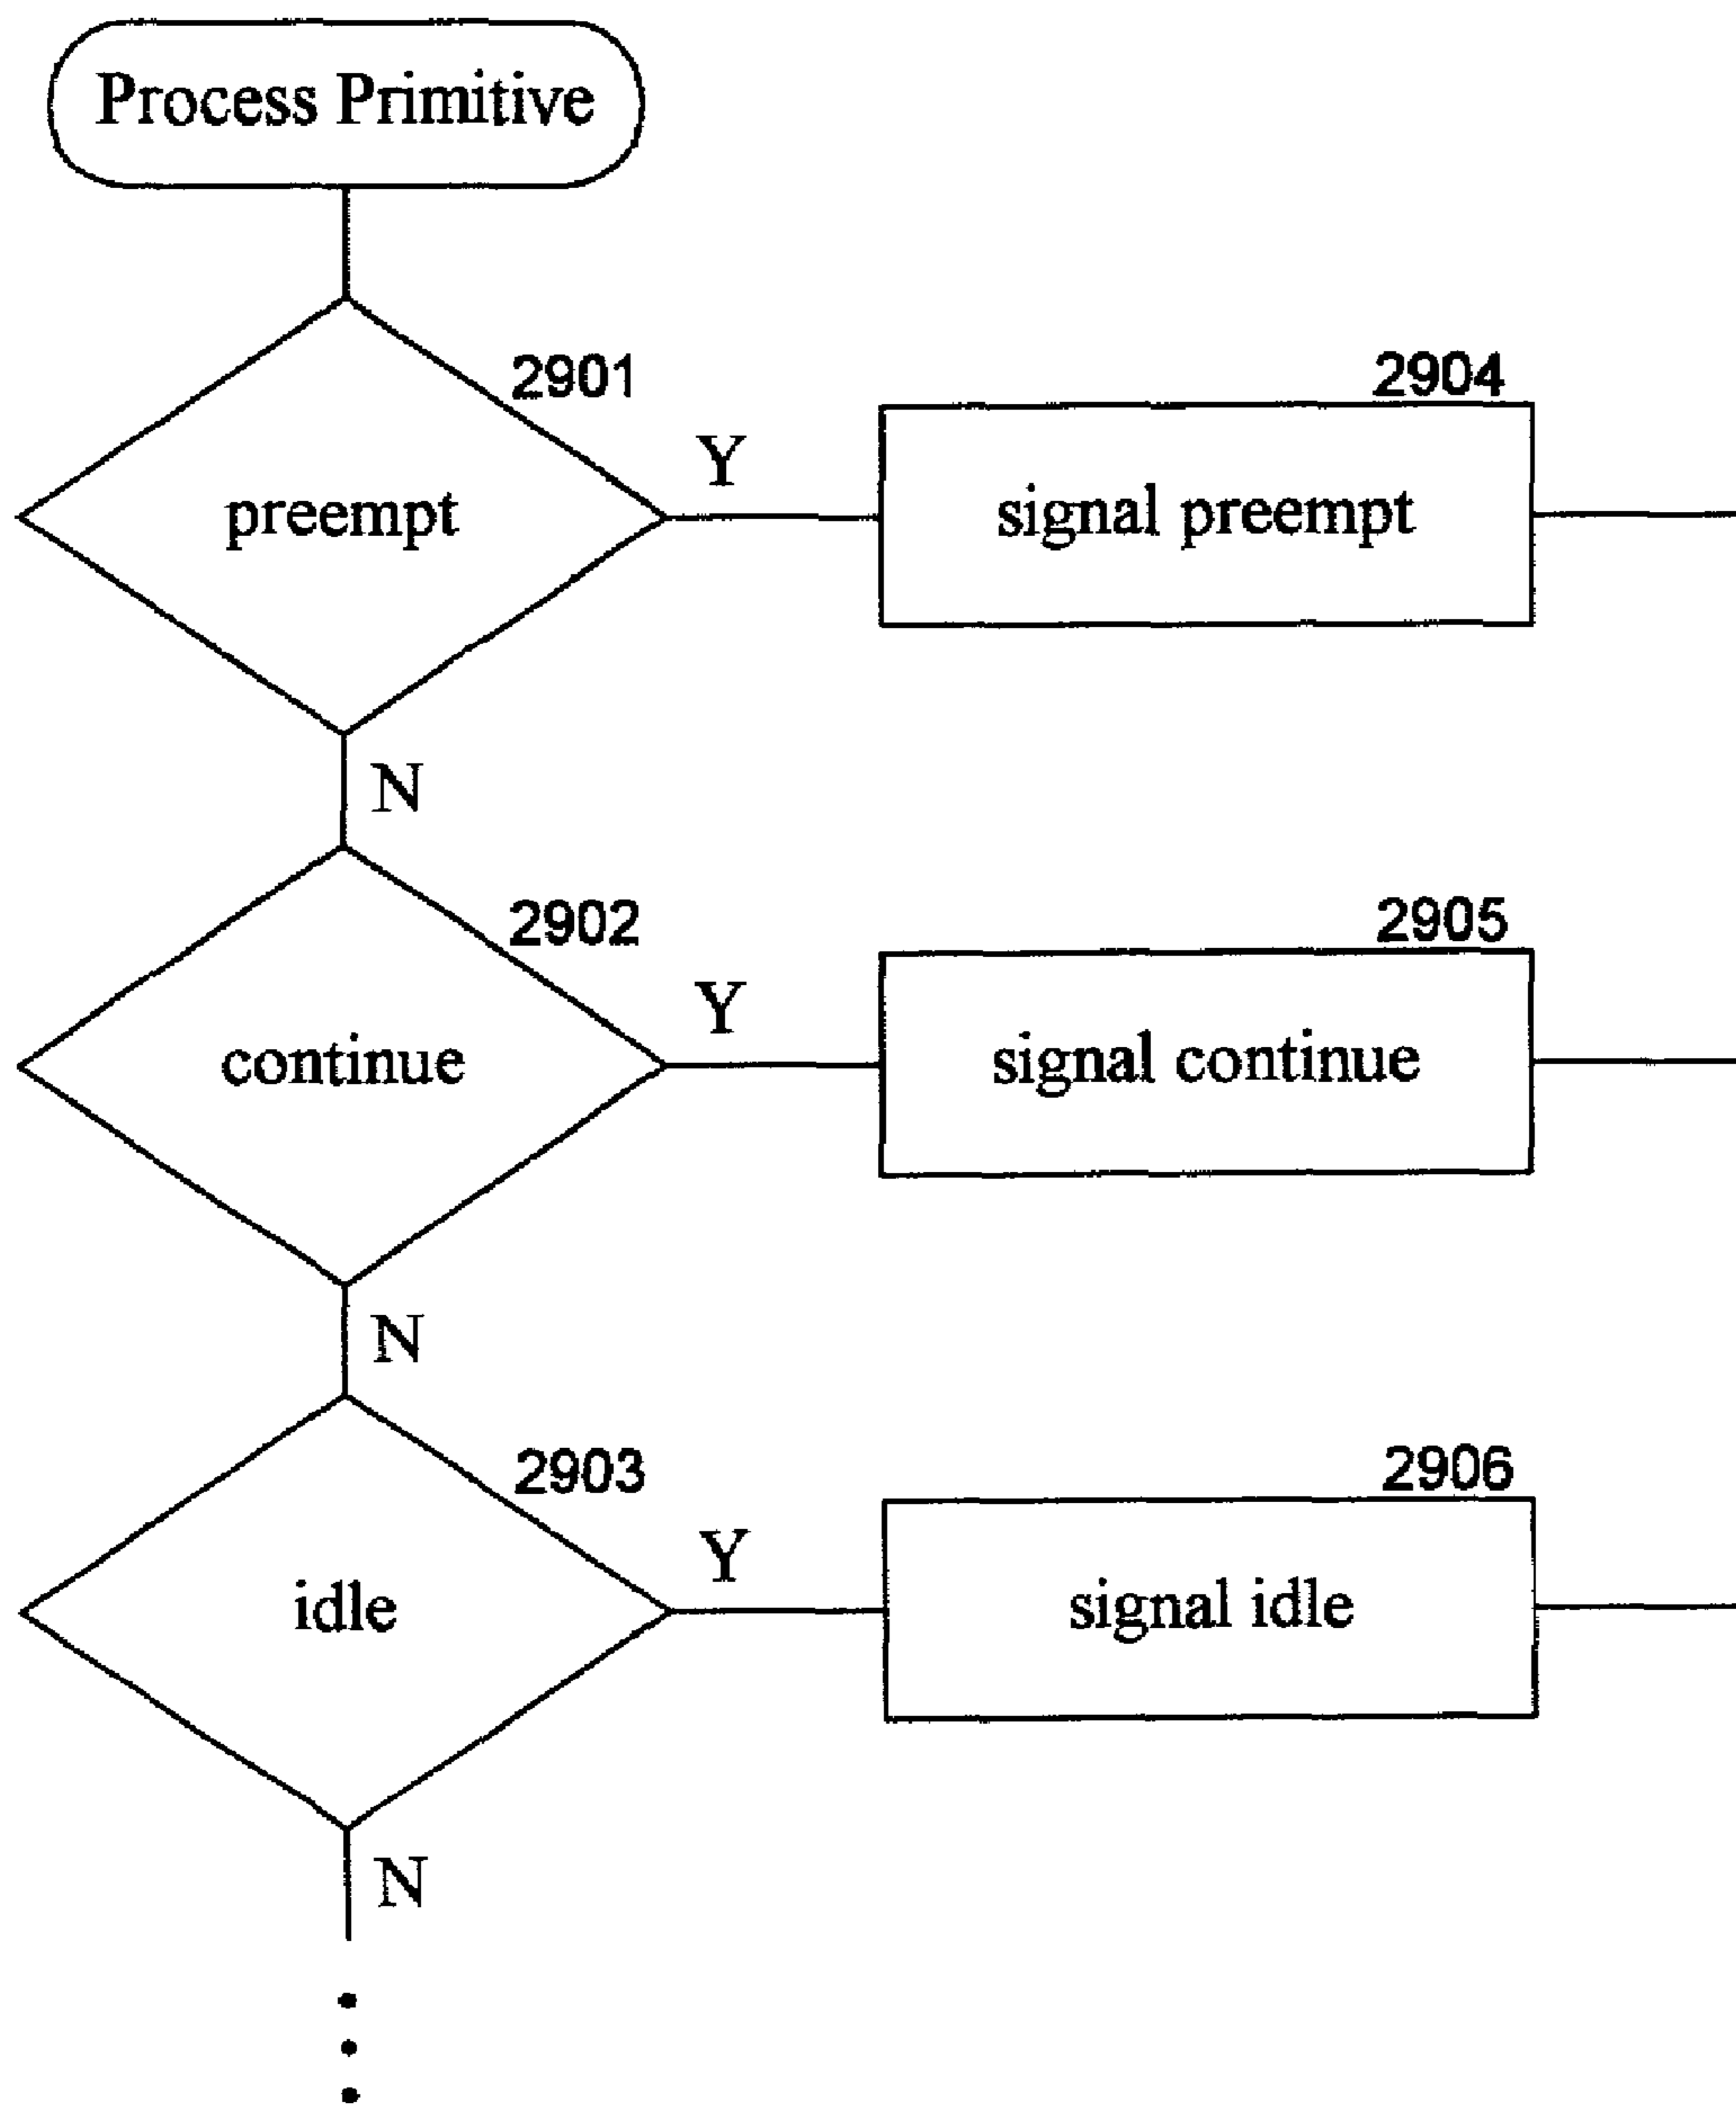 Process Primitive
2901
preempt
Y
2904
signal preempt
N
2902
continue
Y
2905
signal continue
N
2903
idle
Y
2906
signal idle
N